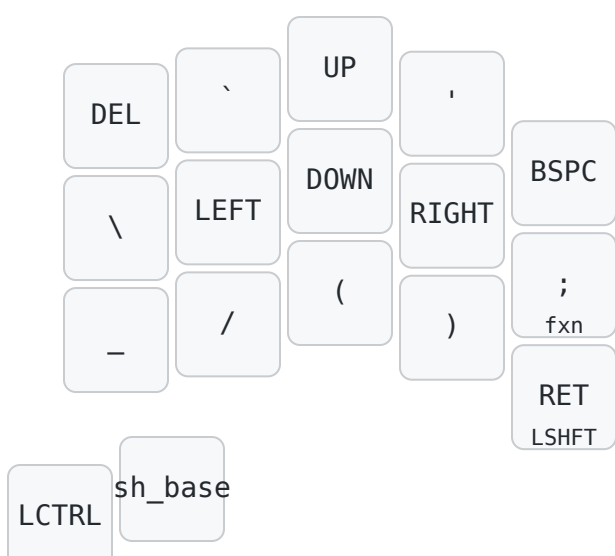 DEL
`
UP
'
BSPC
\
LEFT
DOWN
RIGHT
;
fxn
_
/
(
)
RET
LSHFT
LCTRL
sh_base